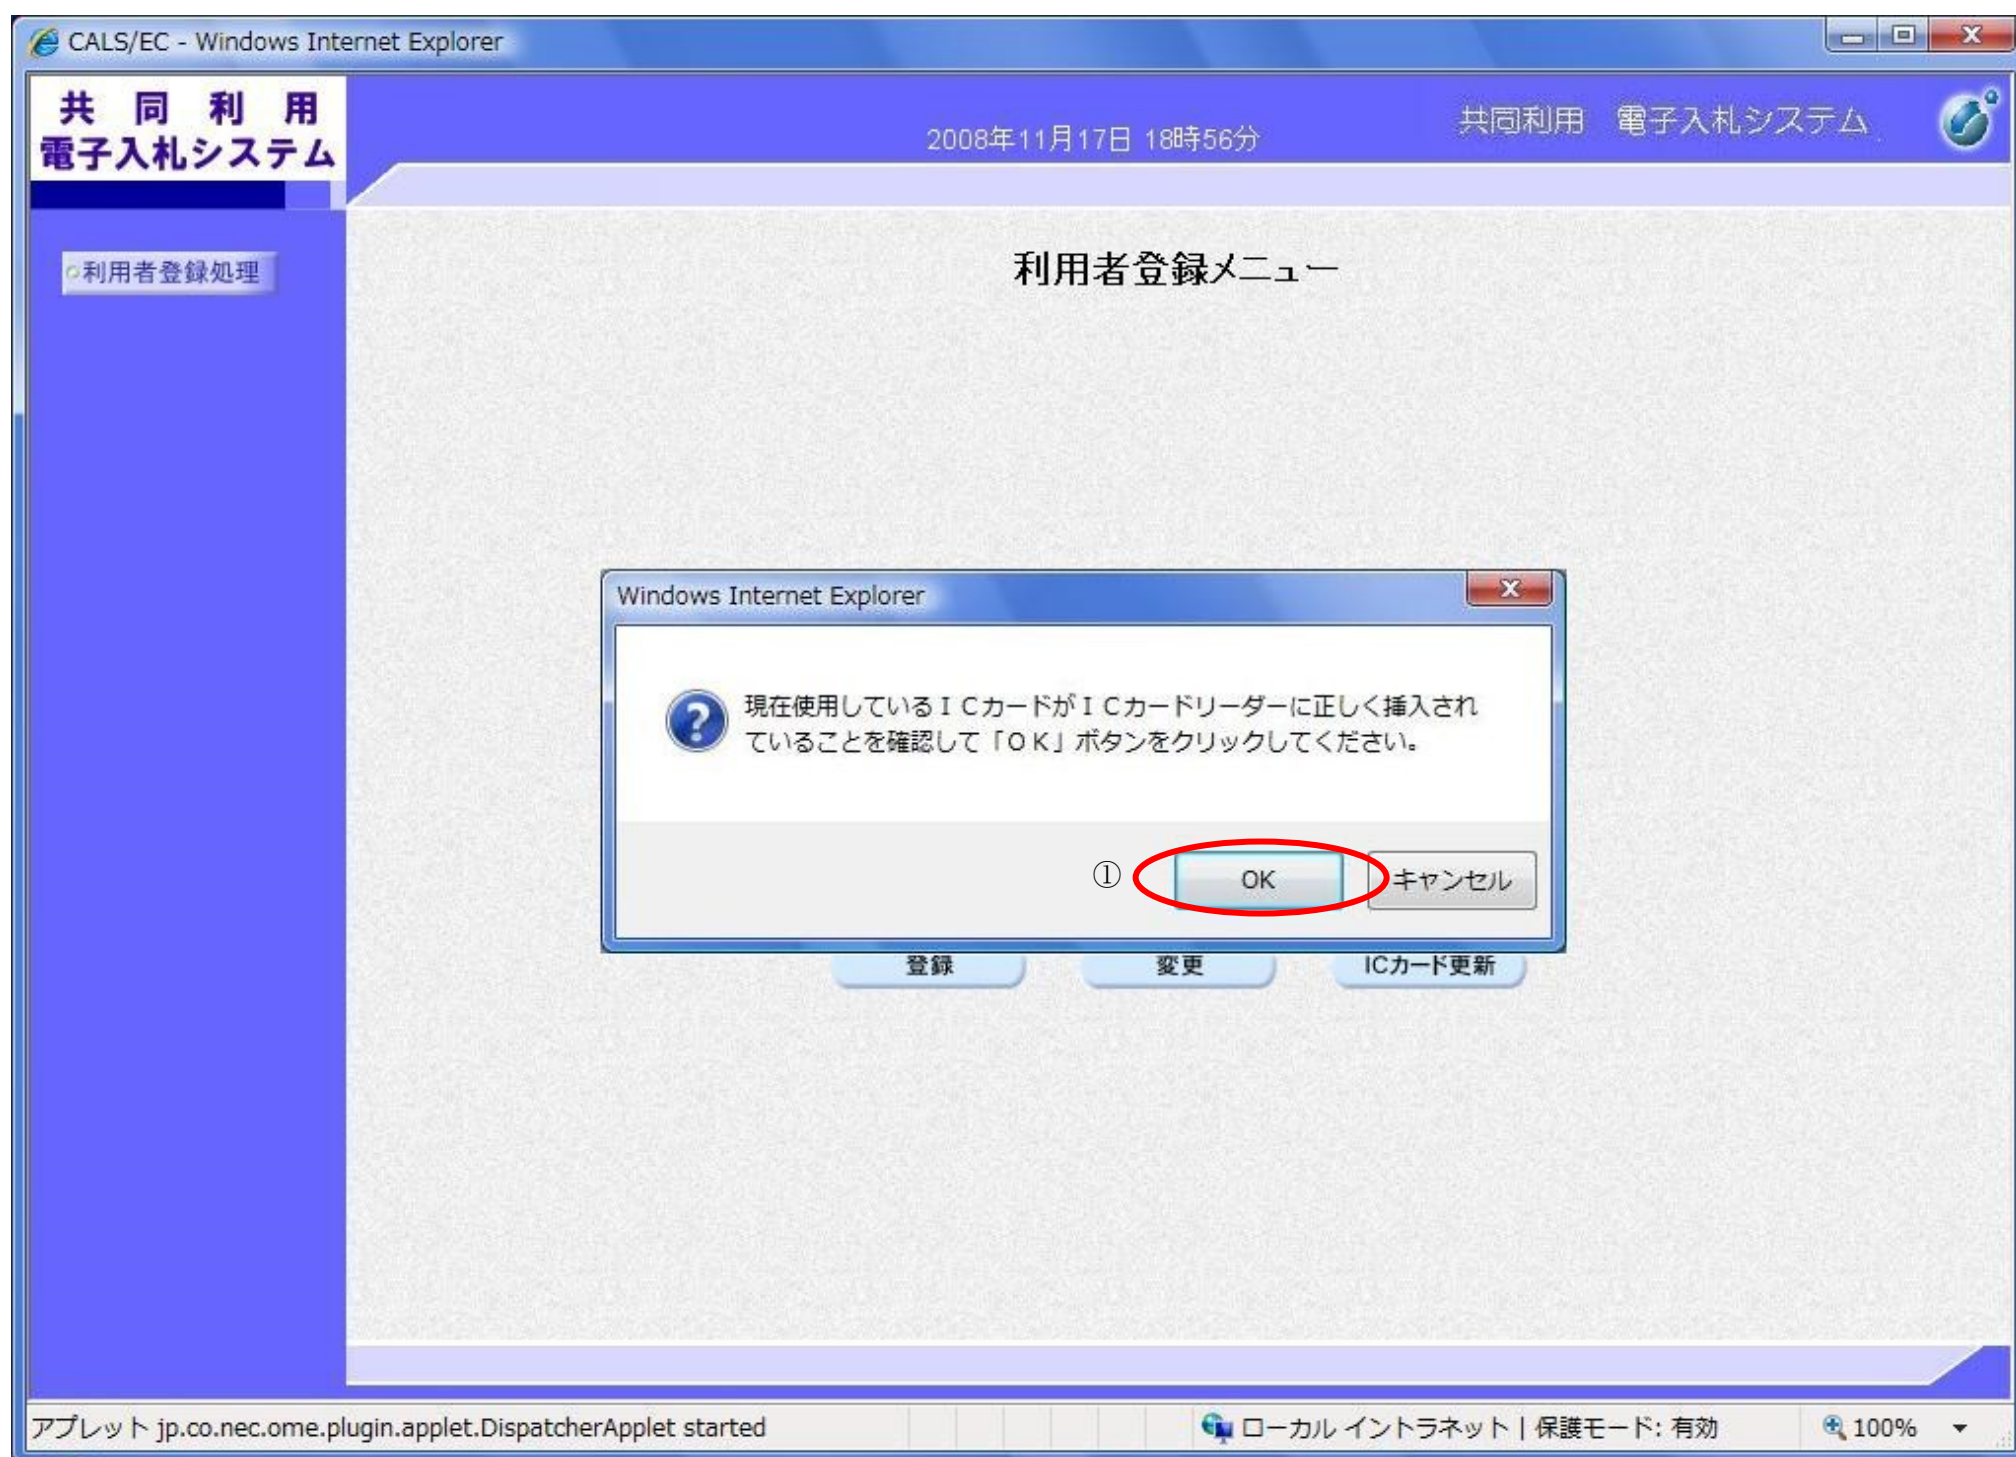 CALS/EC - Windows Internet Explorer
共 同 利 用
電子入札システム
2008年11月17日 18時56分
共同利用 電子入札システム
利用者登録処理
利用者登録メニュー
Windows Internet Explorer
現在使用しているＩＣカードがＩＣカードリーダーに正しく挿入され
ていることを確認して「ＯＫ」ボタンをクリックしてください。
① OK キャンセル
登録 変更 ICカード更新
アプレット jp.co.nec.ome.plugin.applet.DispatcherApplet started
ローカル イントラネット | 保護モード: 有効
100%